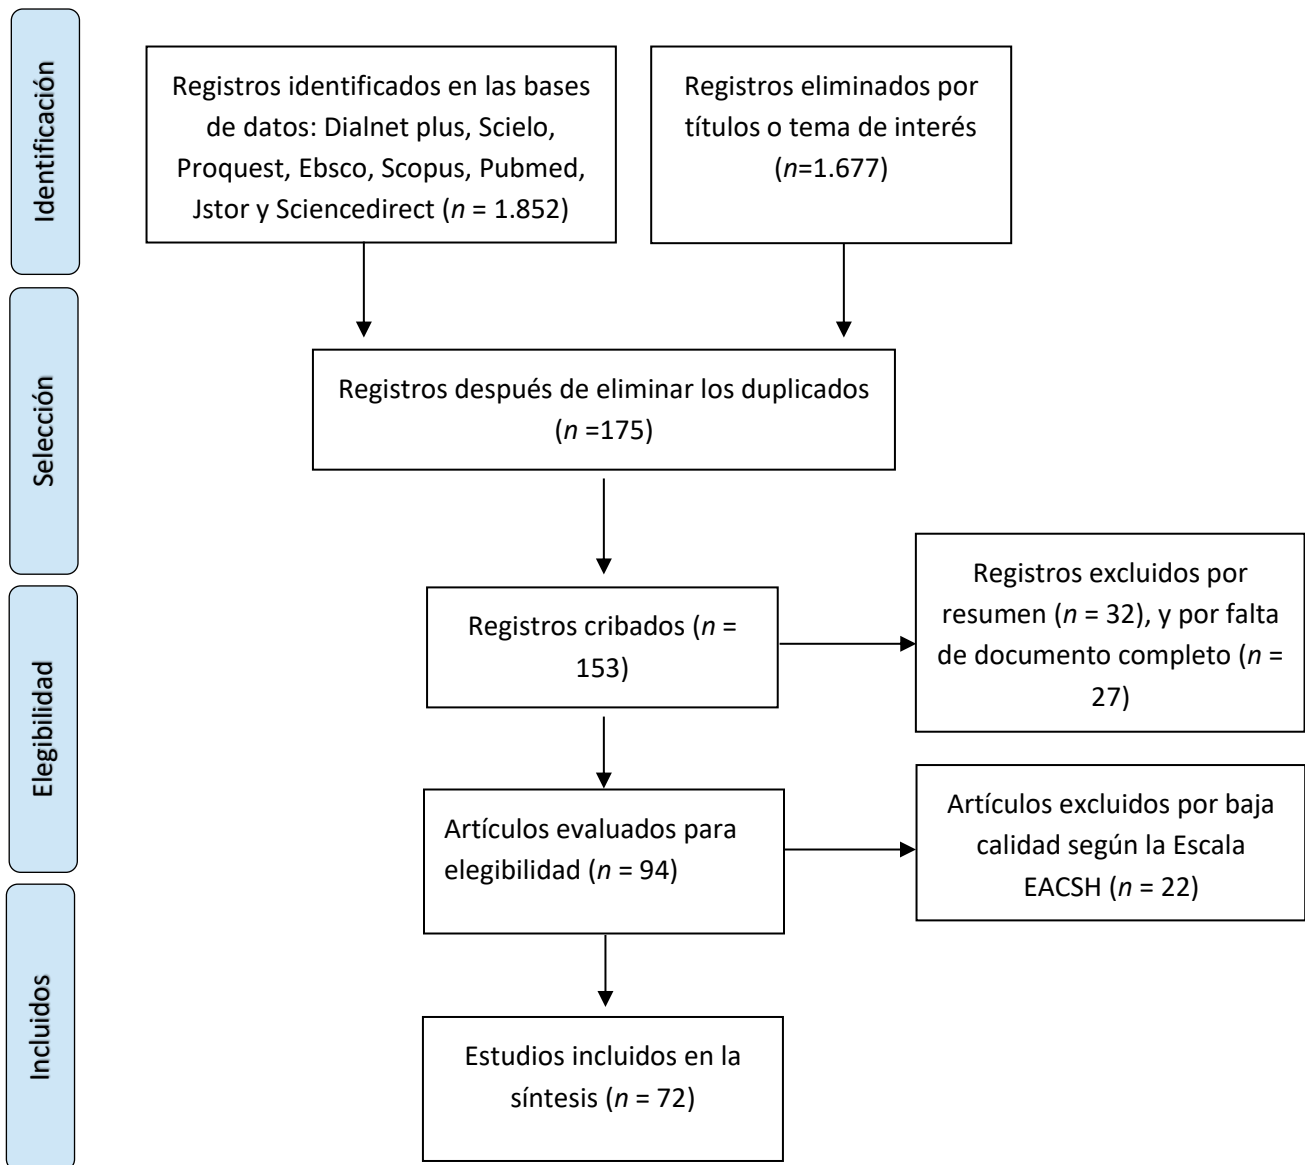 Identificación
Registros identificados en las bases
de datos: Dialnet plus, Scielo,
Proquest, Ebsco, Scopus, Pubmed,
Jstor y Sciencedirect (n = 1.852)
Registros eliminados por
títulos o tema de interés
(n=1.677)
Selección
Registros después de eliminar los duplicados
(n =175)
Elegibilidad
Registros cribados (n =
153)
Registros excluidos por
resumen (n = 32), y por falta
de documento completo (n =
27)
Artículos evaluados para
elegibilidad (n = 94)
Artículos excluidos por baja
calidad según la Escala
EACSH (n = 22)
Incluidos
Estudios incluidos en la
síntesis (n = 72)